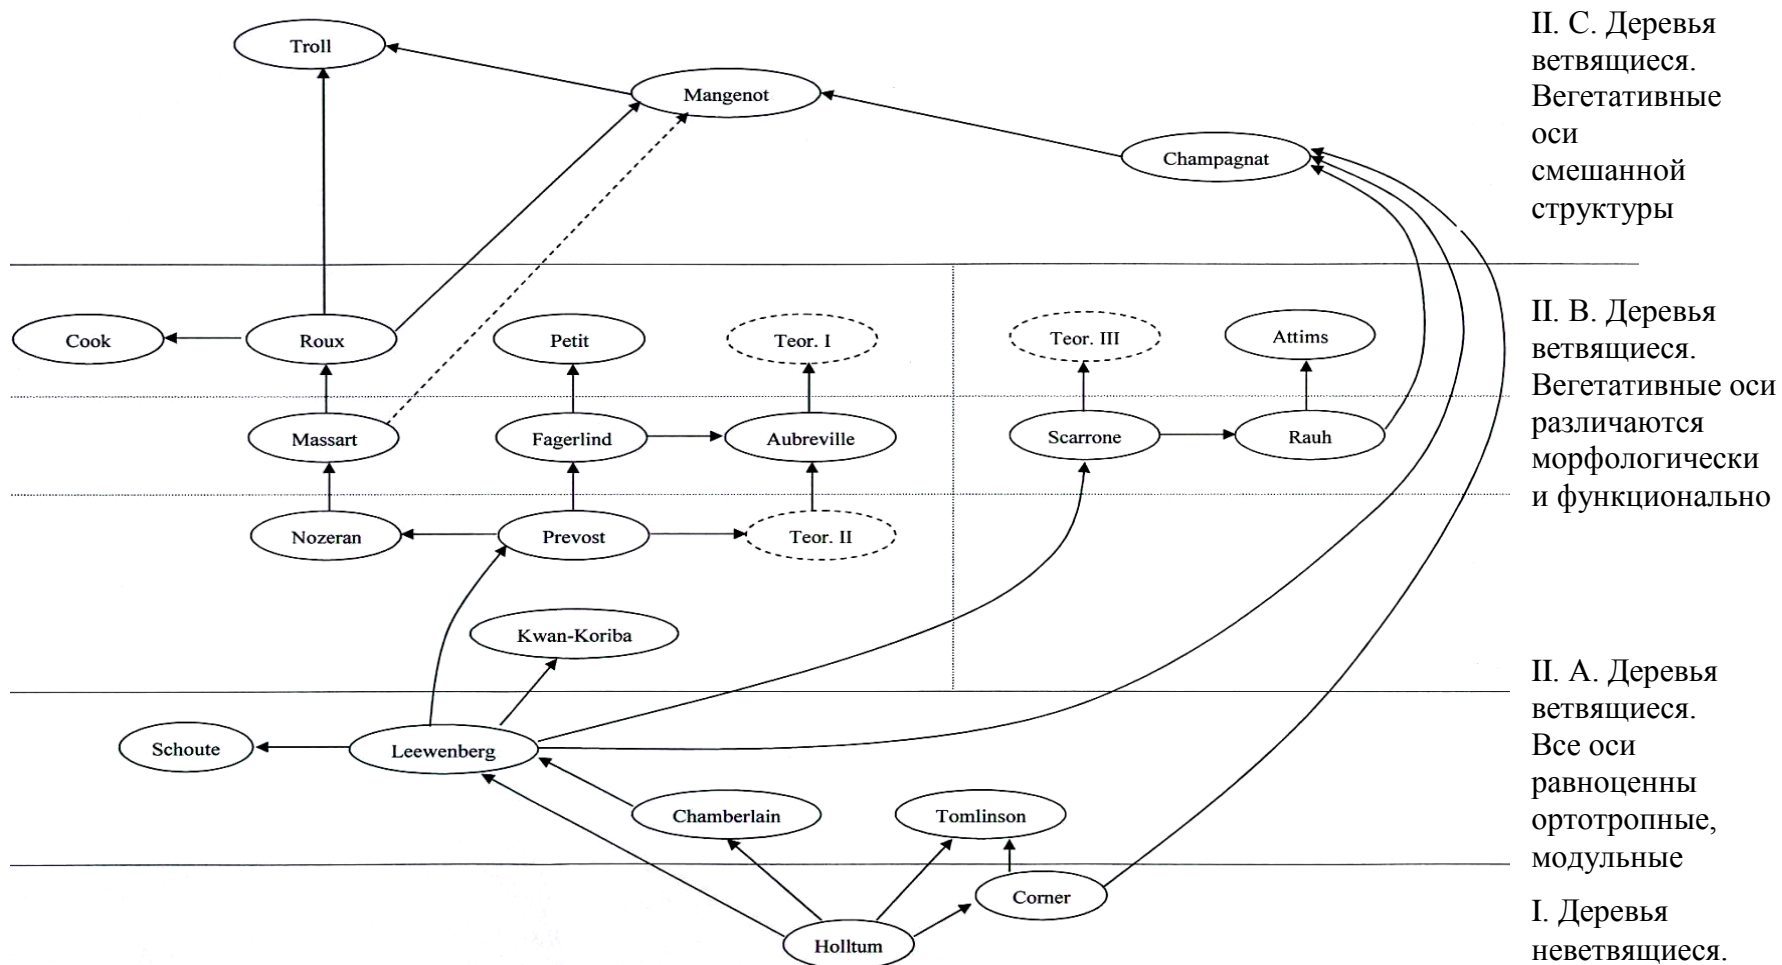 Troll
Mangenot
Champagnat
II. С. Деревья
ветвящиеся.
Вегетативные
оси
смешанной
структуры
Cook
Roux
Petit
Teor. I
Teor. III
Attims
Massart
Fagerlind
Aubreville
Scarrone
Rauh
Nozeran
Prevost
Teor. II
Kwan-Koriba
II. В. Деревья
ветвящиеся.
Вегетативные оси
различаются
морфологически
и функционально
Schoute
Leewenberg
Chamberlain
Tomlinson
II. А. Деревья
ветвящиеся.
Все оси
равноценны
ортотропные,
модульные
Corner
Holltum
I. Деревья
неветвящиеся.